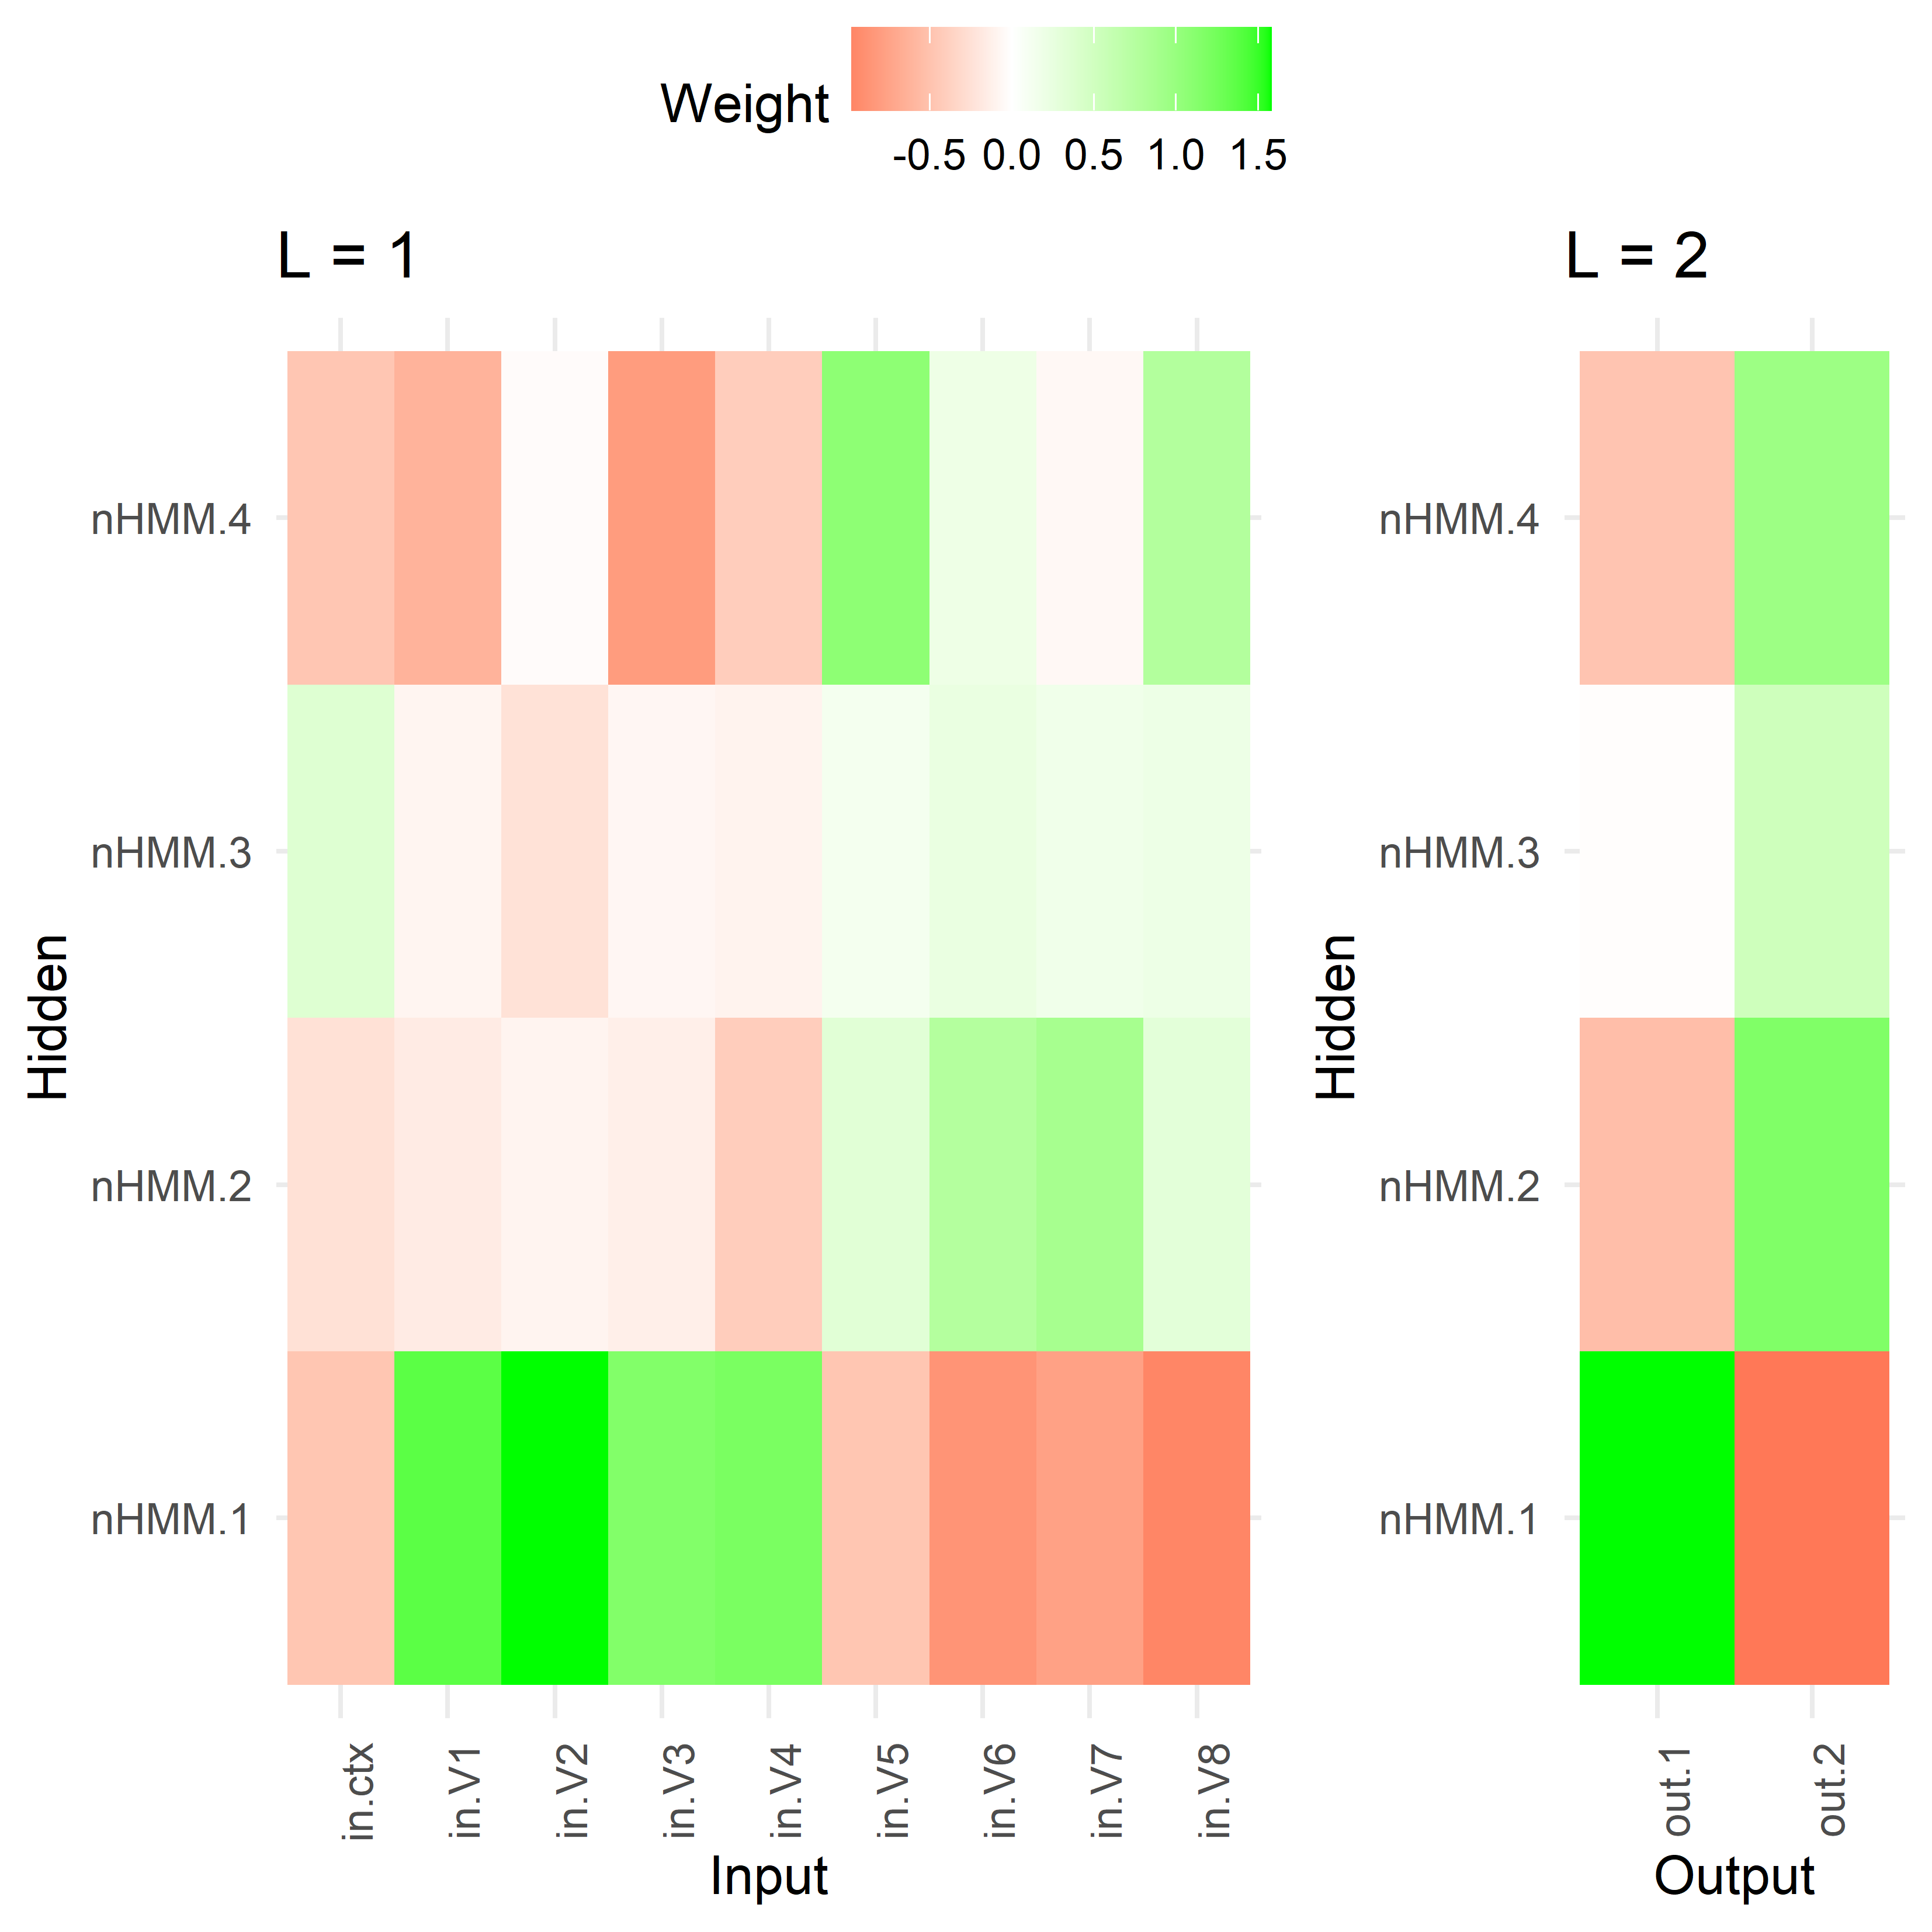 Weight
-0.5 0.0 0.5 1.0 1.5
L = 1
L = 2
Hidden
nHMM.4
nHMM.3
nHMM.2
nHMM.1
in.ctx in.V1 in.V2 in.V3 in.V4 in.V5 in.V6 in.V7 in.V8
Input
Hidden
nHMM.4
nHMM.3
nHMM.2
nHMM.1
out.1 out.2
Output